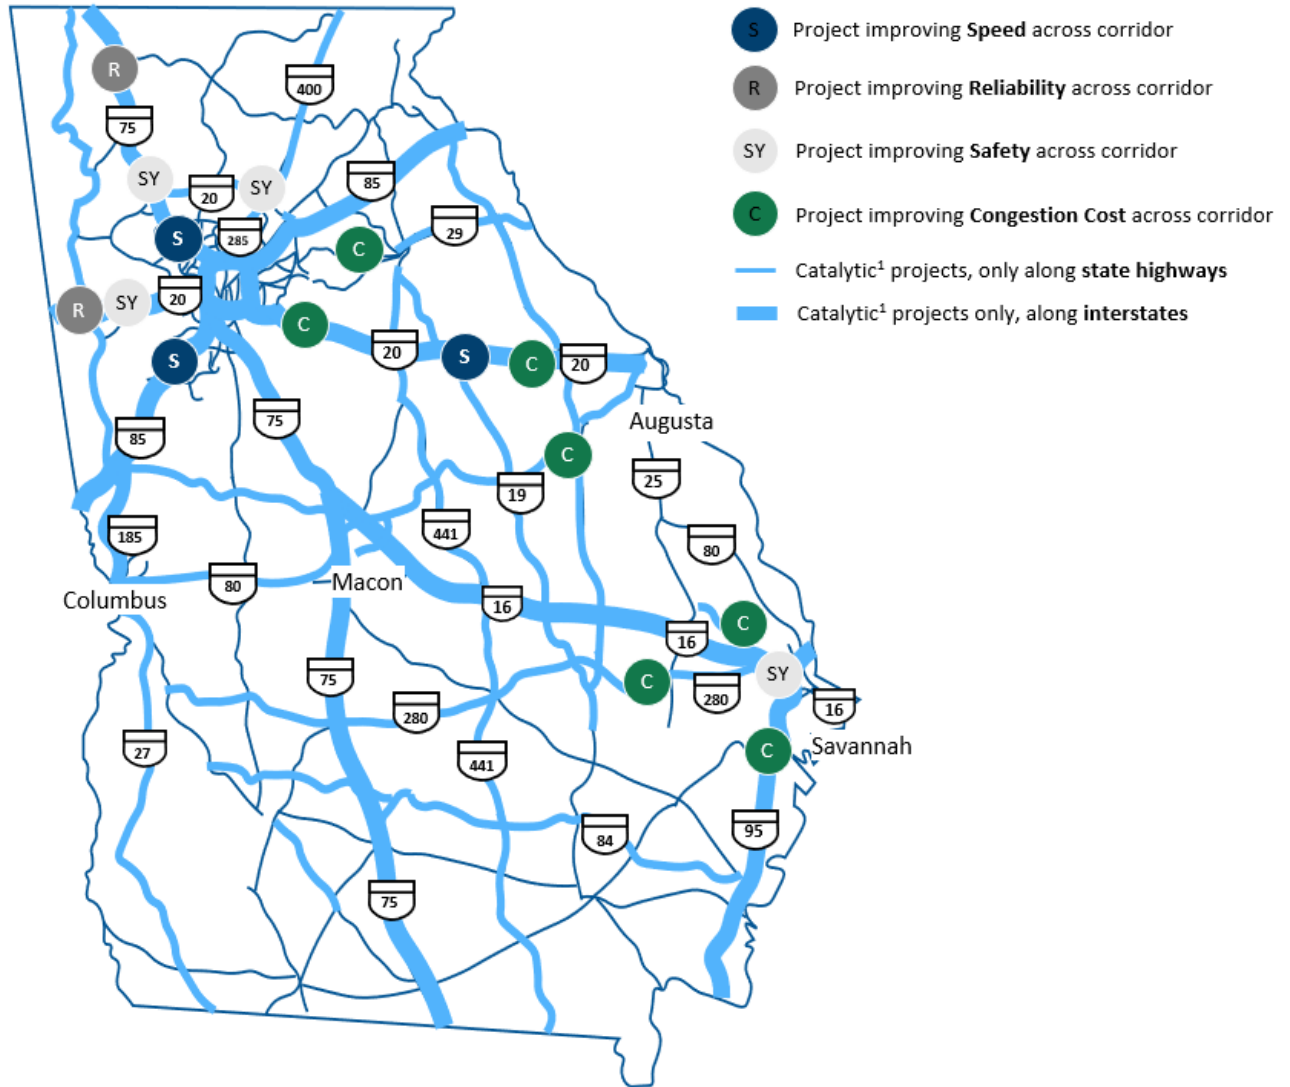 S Project improving Speed across corridor
R Project improving Reliability across corridor
SY Project improving Safety across corridor
C Project improving Congestion Cost across corridor
Catalytic¹ projects, only along state highways
Catalytic¹ projects only, along interstates
R
400
75
SY
20
SY
85
S
285
C
29
R
SY
20
C
S
20
S
C
20
85
75
Augusta
C
25
19
185
441
80
80
Macon
Columbus
16
C
16
75
C
280
SY
280
16
27
441
C
Savannah
84
95
75